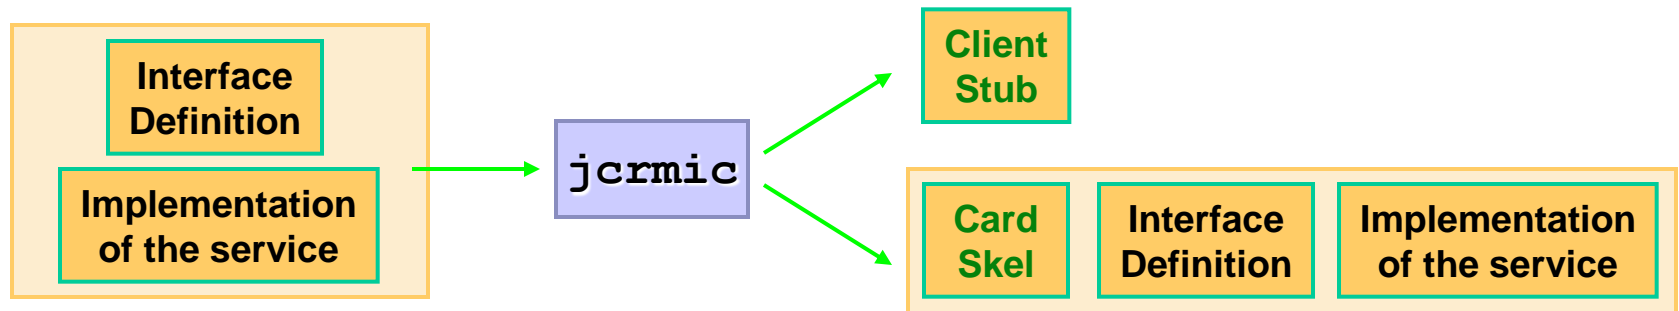 Interface
Definition
Implementation
of the service
jcrmic
Client
Stub
Card
Skel
Interface
Definition
Implementation
of the service